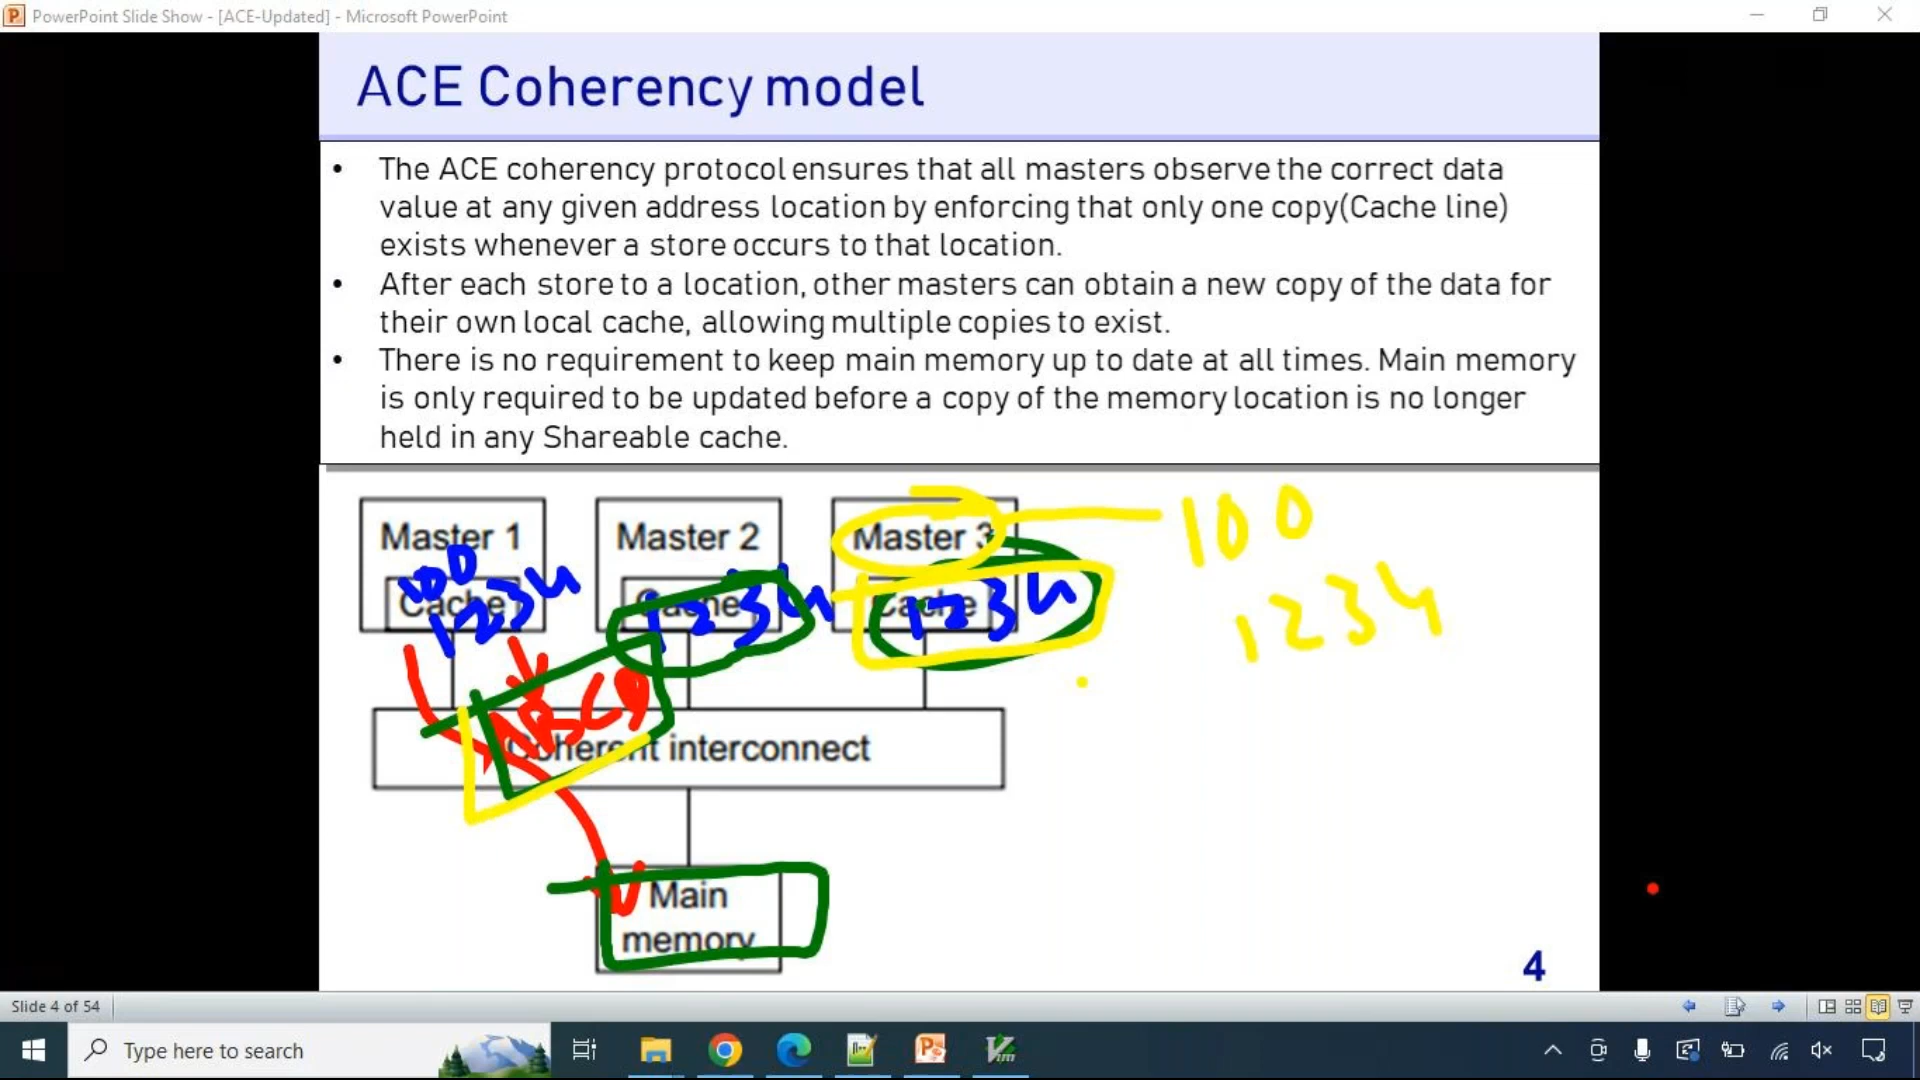 PowerPoint Slide Show - [ACE-Updated] - Microsoft PowerPoint
ACE Coherency model
• The ACE coherency protocol ensures that all masters observe the correct data
value at any given address location by enforcing that only one copy(Cache line)
exists whenever a store occurs to that location.
• After each store to a location, other masters can obtain a new copy of the data for
their own local cache, allowing multiple copies to exist.
• There is no requirement to keep main memory up to date at all times. Main memory
is only required to be updated before a copy of the memory location is no longer
held in any Shareable cache.
Master 1
Master 2
Master 3
100
100
Cache
1234
Cache
1234
Cache
1234
1234
ABCD
Coherent interconnect
Main
memory
4
Slide 4 of 54
Type here to search